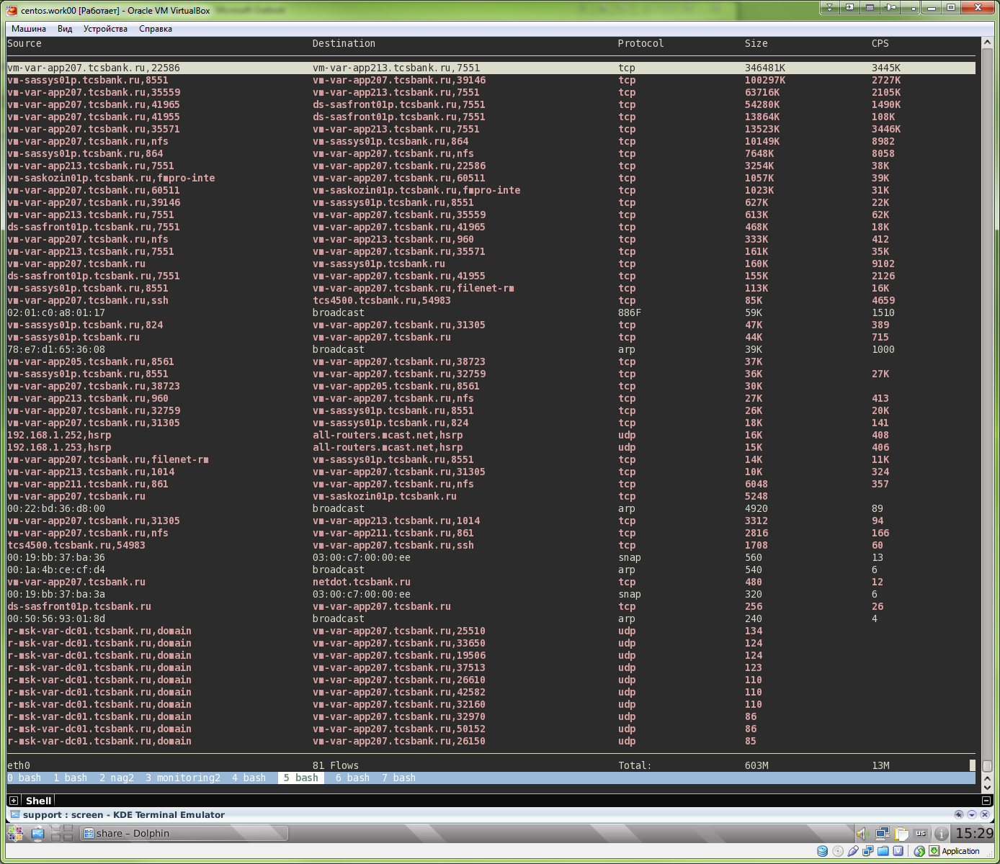 centos.work00 [Работает] - Oracle VM VirtualBox
Машина Вид Устройства Справка
Source Destination Protocol Size CPS
vm-var-app207.tcsbank.ru,22586 vm-var-app213.tcsbank.ru,7551 tcp 346481K 3445K
vm-sassys01p.tcsbank.ru,8551 vm-var-app207.tcsbank.ru,39146 tcp 100297K 2727K
vm-var-app207.tcsbank.ru,35559 vm-var-app213.tcsbank.ru,7551 tcp 63716K 2105K
vm-var-app207.tcsbank.ru,41965 ds-sasfront01p.tcsbank.ru,7551 tcp 54280K 1490K
vm-var-app207.tcsbank.ru,41955 ds-sasfront01p.tcsbank.ru,7551 tcp 13864K 108K
vm-var-app207.tcsbank.ru,35571 vm-var-app213.tcsbank.ru,7551 tcp 13523K 3446K
vm-var-app207.tcsbank.ru,nfs vm-sassys01p.tcsbank.ru,864 tcp 10149K 8982
vm-sassys01p.tcsbank.ru,864 vm-var-app207.tcsbank.ru,nfs tcp 7648K 8058
vm-var-app213.tcsbank.ru,7551 vm-var-app207.tcsbank.ru,22586 tcp 3254K 38K
vm-saskozin01p.tcsbank.ru,fmpro-inte vm-var-app207.tcsbank.ru,60511 tcp 1057K 39K
vm-var-app207.tcsbank.ru,60511 vm-saskozin01p.tcsbank.ru,fmpro-inte tcp 1023K 31K
vm-var-app207.tcsbank.ru,39146 vm-sassys01p.tcsbank.ru,8551 tcp 627K 22K
vm-var-app213.tcsbank.ru,7551 vm-var-app207.tcsbank.ru,35559 tcp 613K 62K
ds-sasfront01p.tcsbank.ru,7551 vm-var-app207.tcsbank.ru,41965 tcp 468K 18K
vm-var-app207.tcsbank.ru,nfs vm-var-app213.tcsbank.ru,960 tcp 333K 412
vm-var-app213.tcsbank.ru,7551 vm-var-app207.tcsbank.ru,35571 tcp 161K 35K
vm-var-app207.tcsbank.ru vm-sassys01p.tcsbank.ru tcp 160K 9102
ds-sasfront01p.tcsbank.ru,7551 vm-var-app207.tcsbank.ru,41955 tcp 155K 2126
vm-sassys01p.tcsbank.ru,8551 vm-var-app207.tcsbank.ru,filenet-rm tcp 113K 16K
vm-var-app207.tcsbank.ru,ssh tcs4500.tcsbank.ru,54983 tcp 85K 4659
02:01:c0:a8:01:17 broadcast 886F 59K 1510
vm-sassys01p.tcsbank.ru,824 vm-var-app207.tcsbank.ru,31305 tcp 47K 389
vm-sassys01p.tcsbank.ru vm-var-app207.tcsbank.ru tcp 44K 715
78:e7:d1:65:36:08 broadcast arp 39K 1000
vm-var-app205.tcsbank.ru,8561 vm-var-app207.tcsbank.ru,38723 tcp 37K
vm-sassys01p.tcsbank.ru,8551 vm-var-app207.tcsbank.ru,32759 tcp 36K 27K
vm-var-app207.tcsbank.ru,38723 vm-var-app205.tcsbank.ru,8561 tcp 30K
vm-var-app213.tcsbank.ru,960 vm-var-app207.tcsbank.ru,nfs tcp 27K 413
vm-var-app207.tcsbank.ru,32759 vm-sassys01p.tcsbank.ru,8551 tcp 26K 20K
vm-var-app207.tcsbank.ru,31305 vm-sassys01p.tcsbank.ru,824 tcp 18K 141
192.168.1.252,hsrp all-routers.mcast.net,hsrp udp 16K 408
192.168.1.253,hsrp all-routers.mcast.net,hsrp udp 15K 406
vm-var-app207.tcsbank.ru,filenet-rm vm-sassys01p.tcsbank.ru,8551 tcp 14K 11K
vm-var-app213.tcsbank.ru,1014 vm-var-app207.tcsbank.ru,31305 tcp 10K 324
vm-var-app211.tcsbank.ru,861 vm-var-app207.tcsbank.ru,nfs tcp 6048 357
vm-var-app207.tcsbank.ru vm-saskozin01p.tcsbank.ru tcp 5248
00:22:bd:36:d8:00 broadcast arp 4920 89
vm-var-app207.tcsbank.ru,31305 vm-var-app213.tcsbank.ru,1014 tcp 3312 94
vm-var-app207.tcsbank.ru,nfs vm-var-app211.tcsbank.ru,861 tcp 2816 166
tcs4500.tcsbank.ru,54983 vm-var-app207.tcsbank.ru,ssh tcp 1708 60
00:19:bb:37:ba:36 03:00:c7:00:00:ee snap 560 13
00:1a:4b:ce:cf:d4 broadcast arp 540 6
vm-var-app207.tcsbank.ru netdot.tcsbank.ru tcp 480 12
00:19:bb:37:ba:3a 03:00:c7:00:00:ee snap 320 6
ds-sasfront01p.tcsbank.ru vm-var-app207.tcsbank.ru tcp 256 26
00:50:56:93:01:8d broadcast arp 240 4
r-msk-var-dc01.tcsbank.ru,domain vm-var-app207.tcsbank.ru,25510 udp 134
r-msk-var-dc01.tcsbank.ru,domain vm-var-app207.tcsbank.ru,33650 udp 124
r-msk-var-dc01.tcsbank.ru,domain vm-var-app207.tcsbank.ru,19506 udp 124
r-msk-var-dc01.tcsbank.ru,domain vm-var-app207.tcsbank.ru,37513 udp 123
r-msk-var-dc01.tcsbank.ru,domain vm-var-app207.tcsbank.ru,26610 udp 110
r-msk-var-dc01.tcsbank.ru,domain vm-var-app207.tcsbank.ru,42582 udp 110
r-msk-var-dc01.tcsbank.ru,domain vm-var-app207.tcsbank.ru,32160 udp 110
r-msk-var-dc01.tcsbank.ru,domain vm-var-app207.tcsbank.ru,32970 udp 86
r-msk-var-dc01.tcsbank.ru,domain vm-var-app207.tcsbank.ru,50152 udp 86
r-msk-var-dc01.tcsbank.ru,domain vm-var-app207.tcsbank.ru,26150 udp 85
eth0 81 Flows Total: 603M 13M
0 bash 1 bash 2 nag2 3 monitoring2 4 bash 5 bash 6 bash 7 bash
Shell
support : screen - KDE Terminal Emulator
share – Dolphin us 15:29
Application